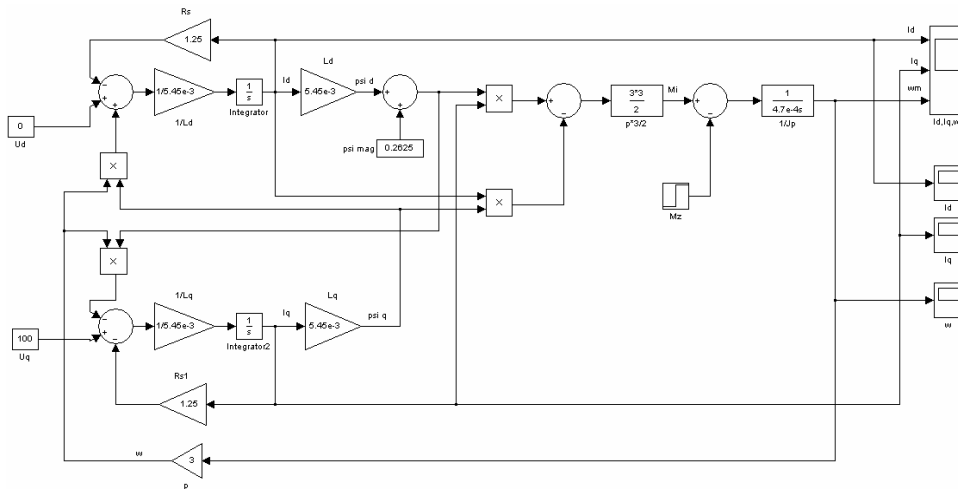 Rs
1.25
Id
Iq
wm
Id,Iq,w
1/5.45e-3
1/Ld
1
s
Integrator
Id
Ld
5.45e-3
psi d
0
Ud
psi mag
0.2625
×
×
3*3
2
p*3/2
Mi
1
4.7e-4s
1/Jp
×
×
Mz
Id
Iq
w
1/Lq
1/5.45e-3
1
s
Integrator2
Iq
Lq
5.45e-3
psi q
100
Uq
Rs1
1.25
w
3
p